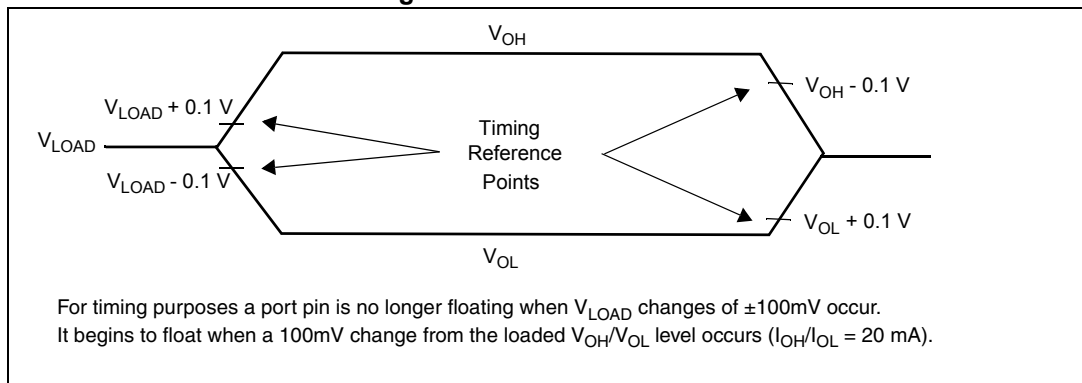 V_OH
V_LOAD + 0.1 V
V_OH - 0.1 V
V_LOAD
Timing
Reference
Points
V_LOAD - 0.1 V
V_OL + 0.1 V
V_OL
For timing purposes a port pin is no longer floating when V_LOAD changes of ±100mV occur.
It begins to float when a 100mV change from the loaded V_OH/V_OL level occurs (I_OH/I_OL = 20 mA).